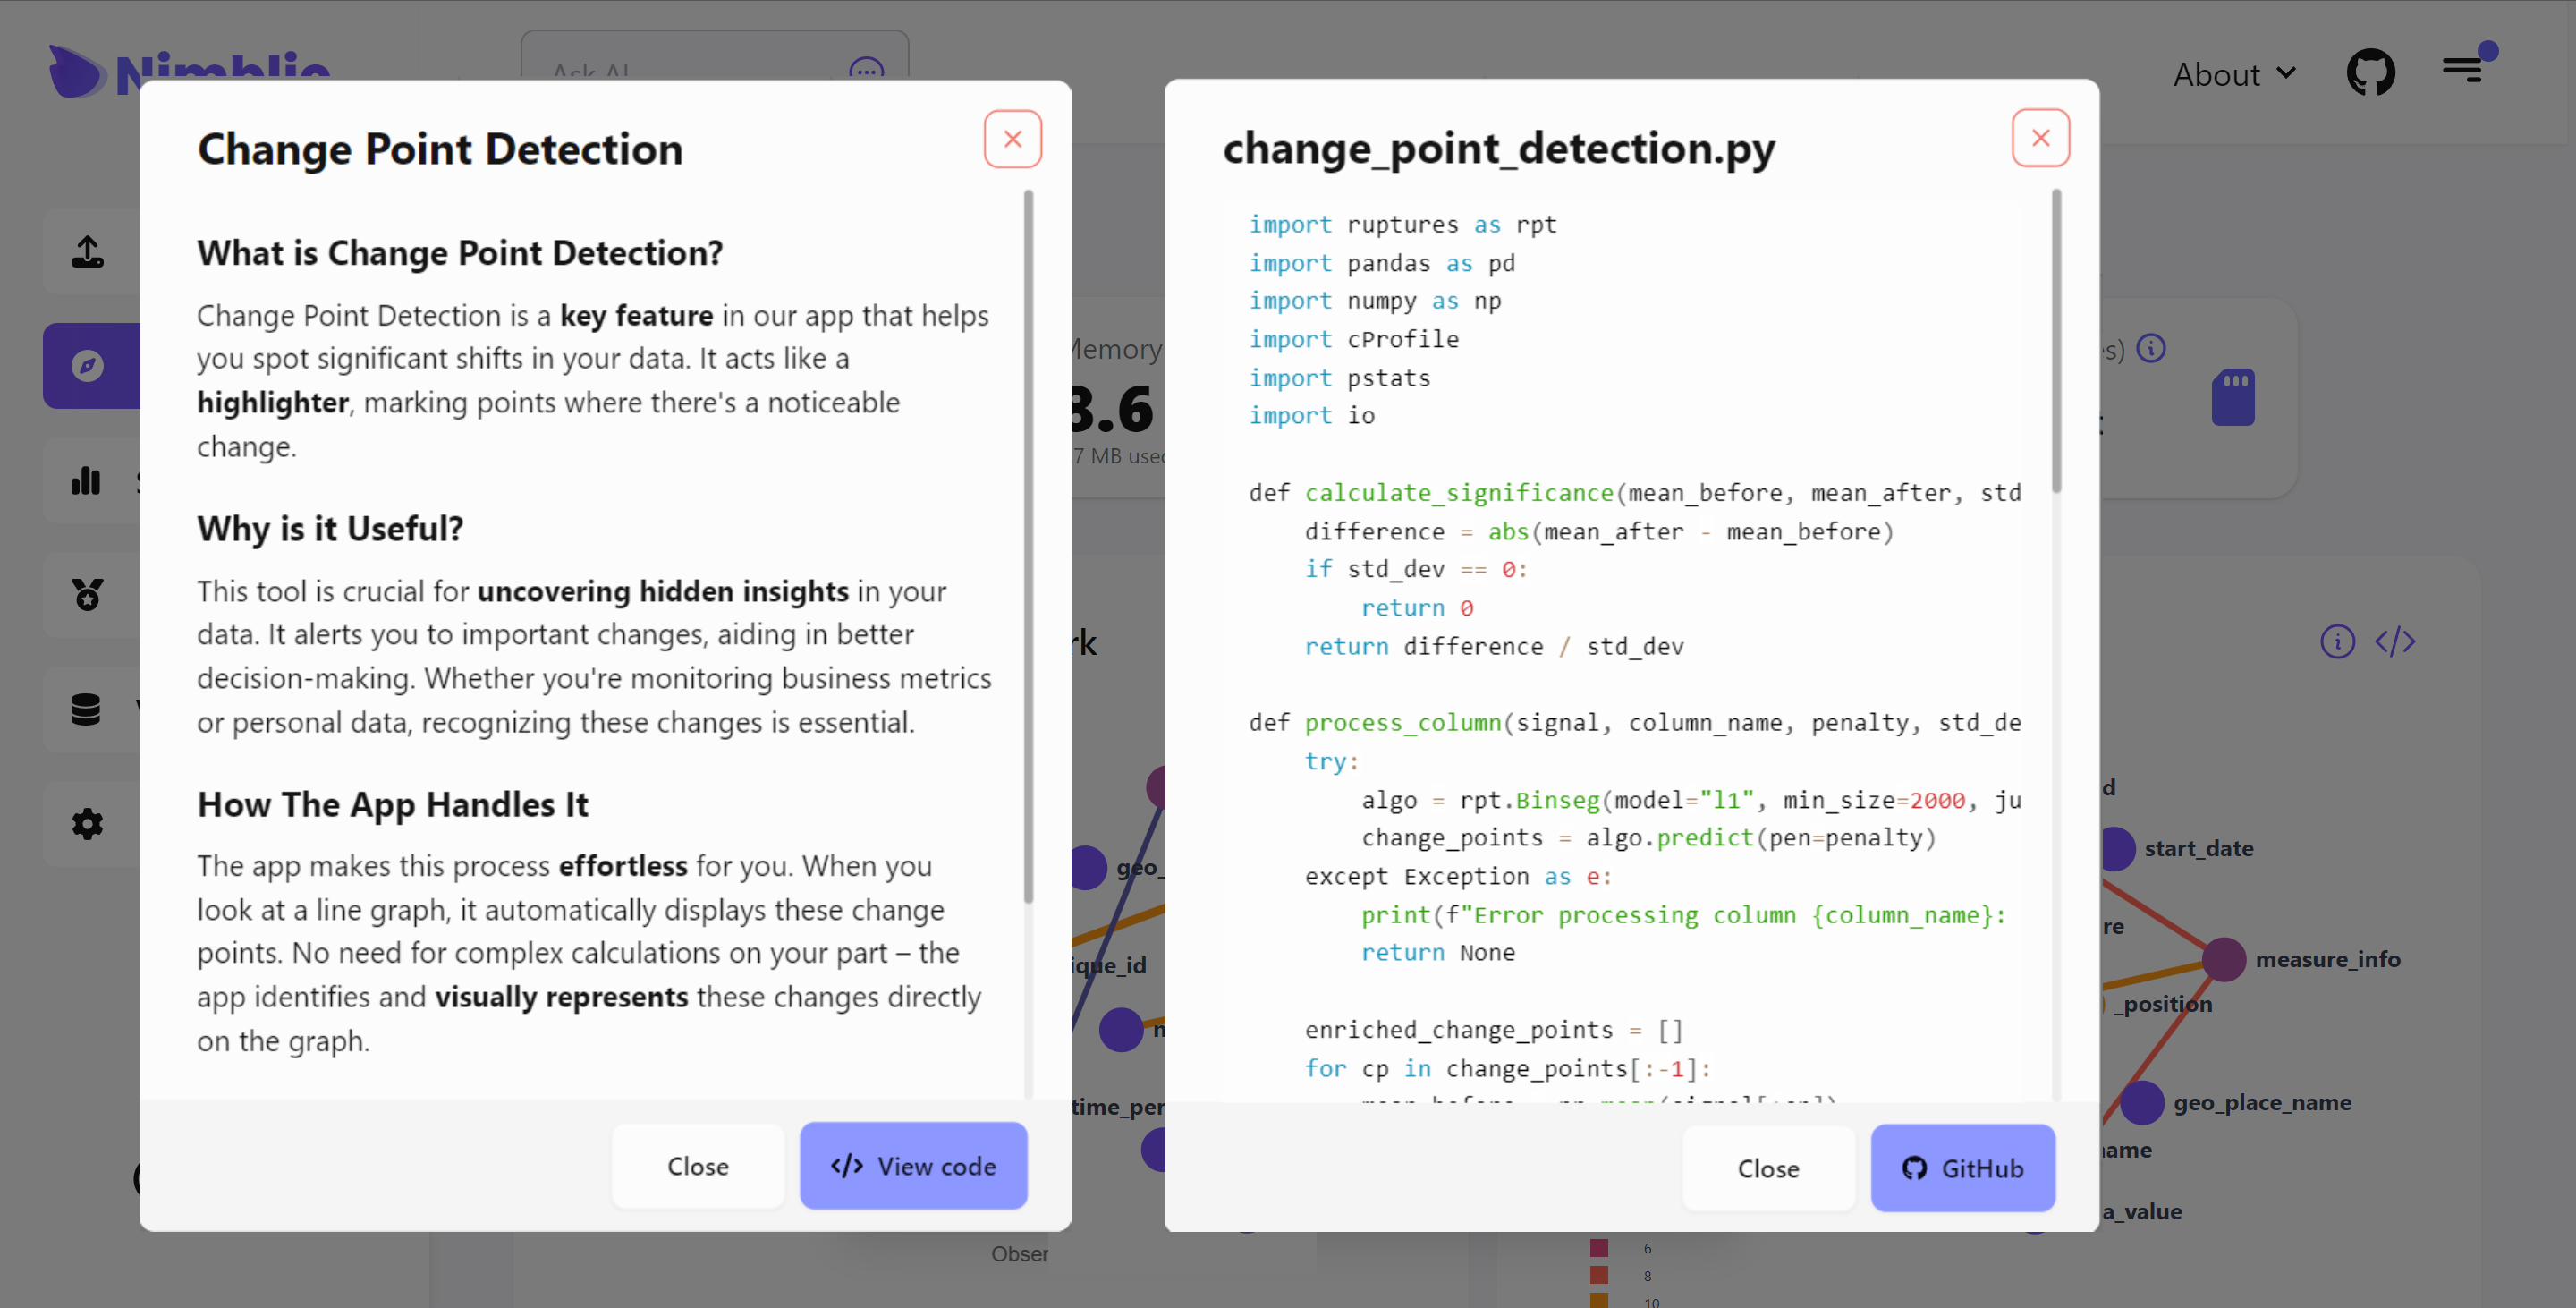 Nimblio
Ask AI
About
Change Point Detection
What is Change Point Detection?
Change Point Detection is a key feature in our app that helps
you spot significant shifts in your data. It acts like a
highlighter, marking points where there's a noticeable
change.
Why is it Useful?
This tool is crucial for uncovering hidden insights in your
data. It alerts you to important changes, aiding in better
decision-making. Whether you're monitoring business metrics
or personal data, recognizing these changes is essential.
How The App Handles It
The app makes this process effortless for you. When you
look at a line graph, it automatically displays these change
points. No need for complex calculations on your part – the
app identifies and visually represents these changes directly
on the graph.
Close
</> View code
Memory
8.6
7 MB used
rk
geo_
ique_id
time_per
Obser
change_point_detection.py
import ruptures as rpt
import pandas as pd
import numpy as np
import cProfile
import pstats
import io
def calculate_significance(mean_before, mean_after, std
difference = abs(mean_after - mean_before)
if std_dev == 0:
return 0
return difference / std_dev
def process_column(signal, column_name, penalty, std_de
try:
algo = rpt.Binseg(model="l1", min_size=2000, ju
change_points = algo.predict(pen=penalty)
except Exception as e:
print(f"Error processing column {column_name}:
return None
enriched_change_points = []
for cp in change_points[:-1]:
Close
GitHub
s)
</>
d
start_date
re
measure_info
_position
geo_place_name
name
a_value
6
8
10